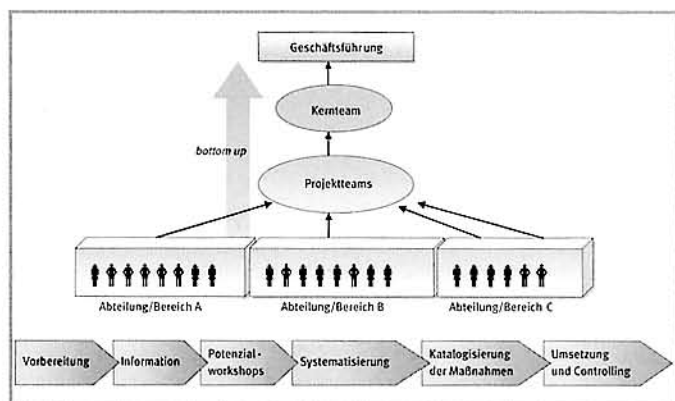 Geschäftsführung
Kernteam
bottom up
Projektteams
Abteilung/Bereich A
Abteilung/Bereich B
Abteilung/Bereich C
Vorbereitung
Information
Potenzial-
workshops
Systematisierung
Katalogisierung
der Maßnahmen
Umsetzung
und Controlling